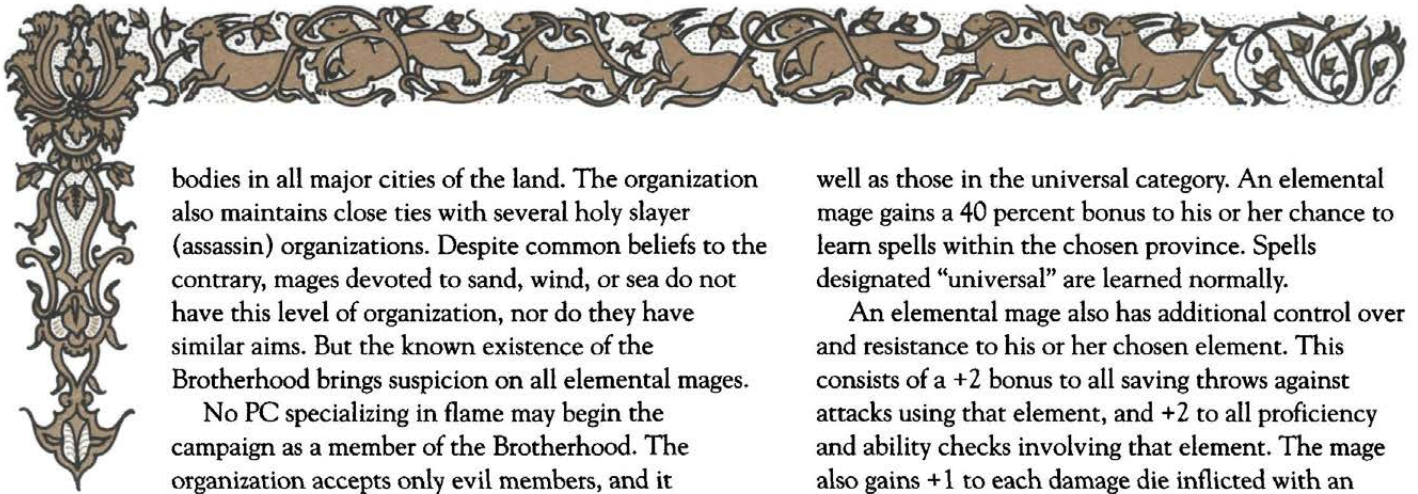 bodies in all major cities of the land. The organization
also maintains close ties with several holy slayer
(assassin) organizations. Despite common beliefs to the
contrary, mages devoted to sand, wind, or sea do not
have this level of organization, nor do they have
similar aims. But the known existence of the
Brotherhood brings suspicion on all elemental mages.
No PC specializing in flame may begin the
campaign as a member of the Brotherhood. The
organization accepts only evil members, and it
well as those in the universal category. An elemental
mage gains a 40 percent bonus to his or her chance to
learn spells within the chosen province. Spells
designated “universal” are learned normally.
An elemental mage also has additional control over
and resistance to his or her chosen element. This
consists of a +2 bonus to all saving throws against
attacks using that element, and +2 to all proficiency
and ability checks involving that element. The mage
also gains +1 to each damage die inflicted with an